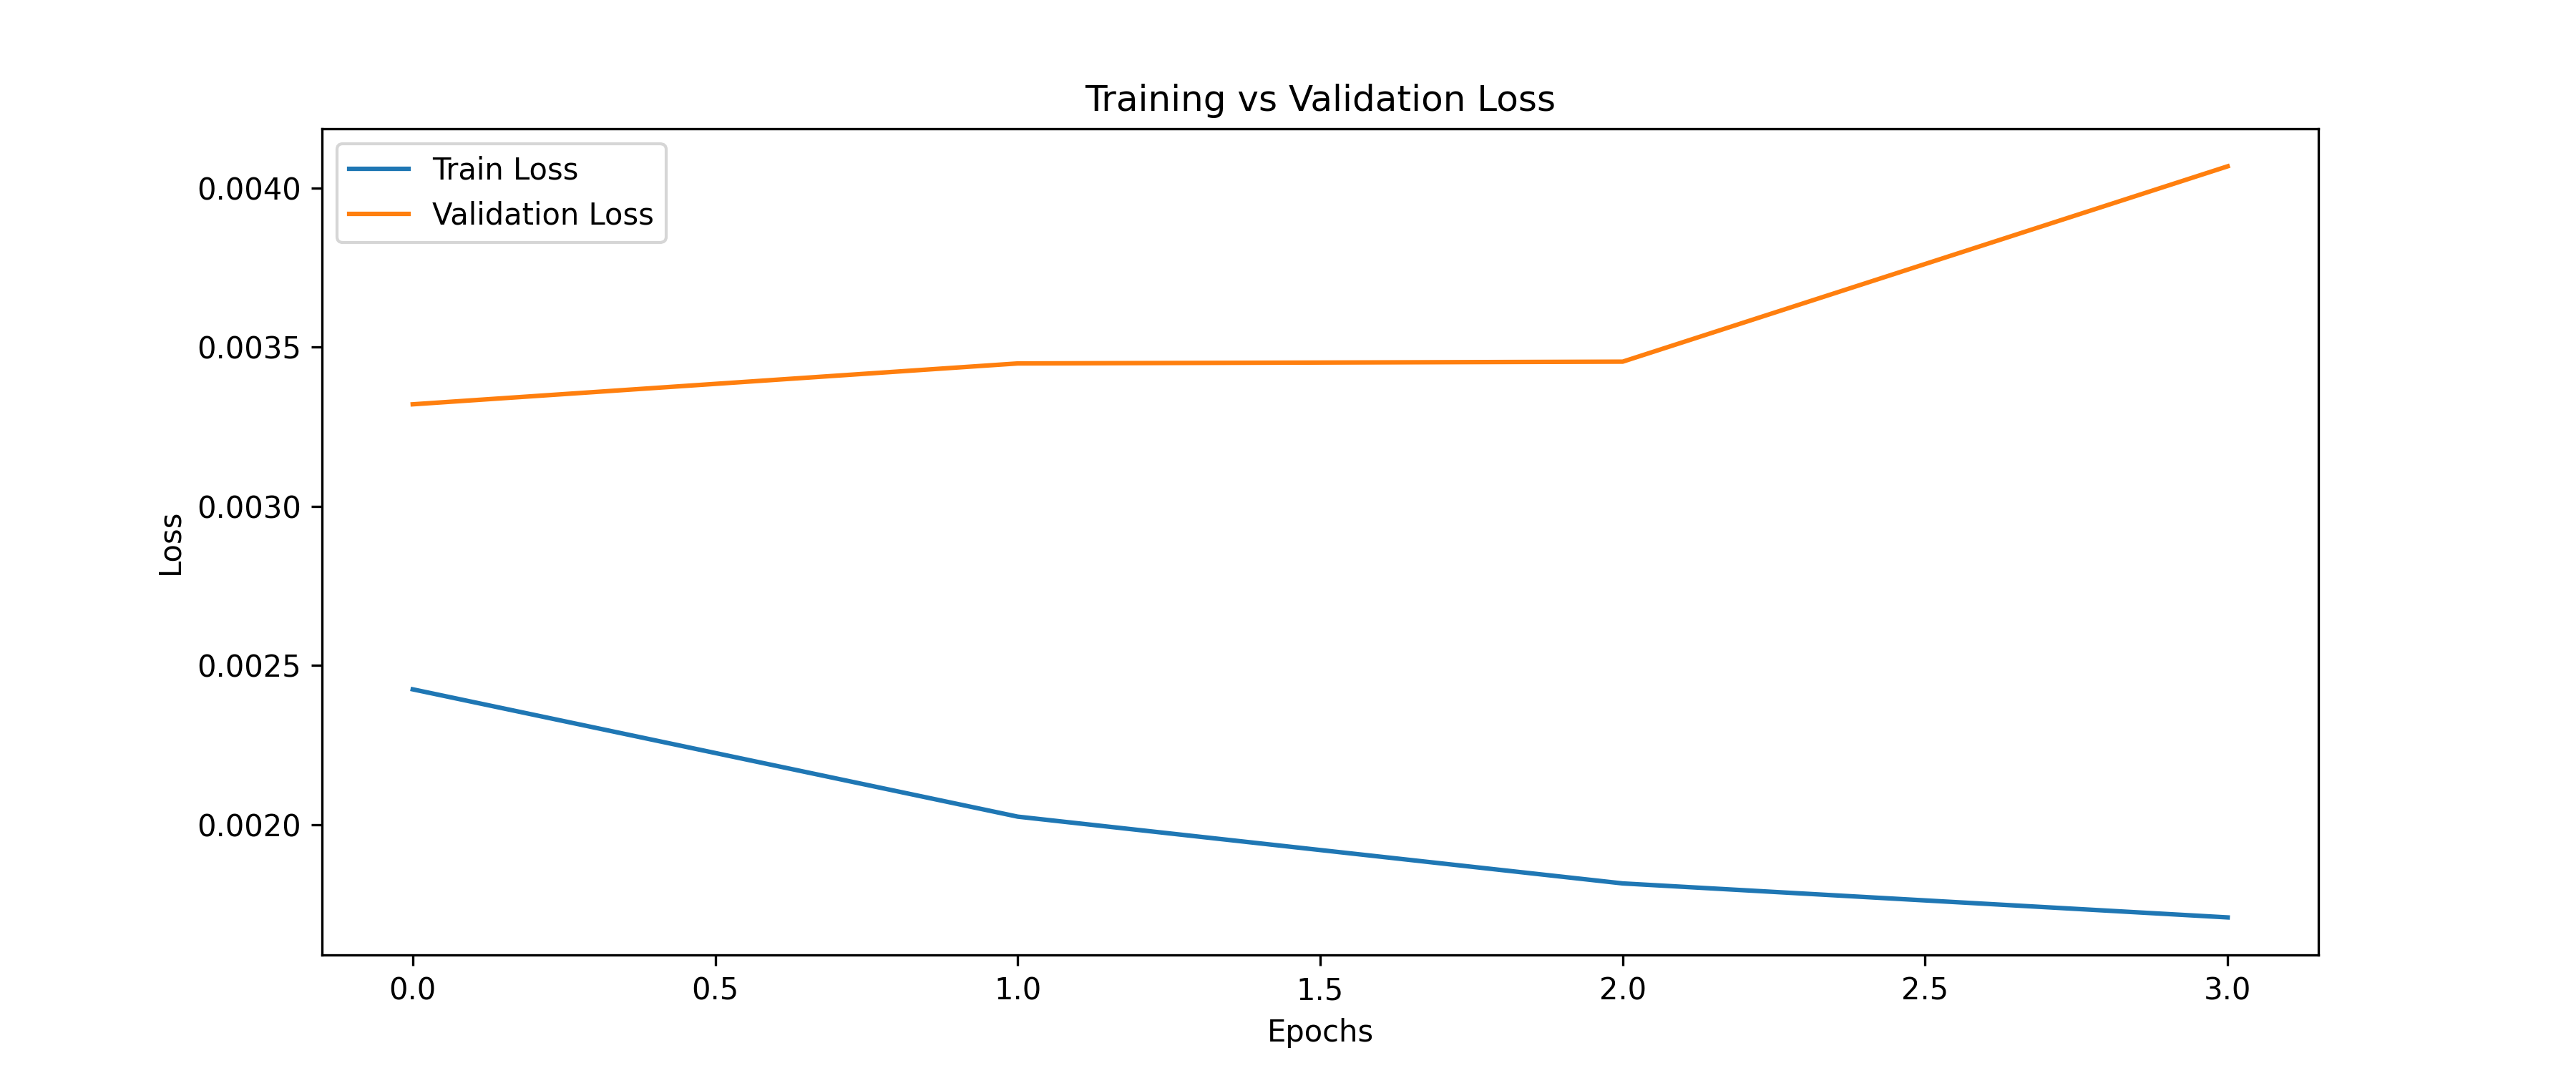 Training vs Validation Loss
Train Loss
Validation Loss
0.0040
0.0035
0.0030
0.0025
0.0020
Loss
0.0 0.5 1.0 1.5 2.0 2.5 3.0
Epochs